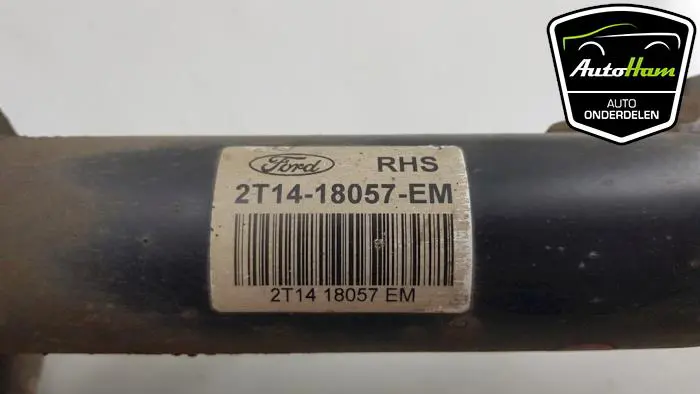 Ford RHS
2T14-18057-EM
2T14 18057 EM
AutoHam
AUTO
ONDERDELEN